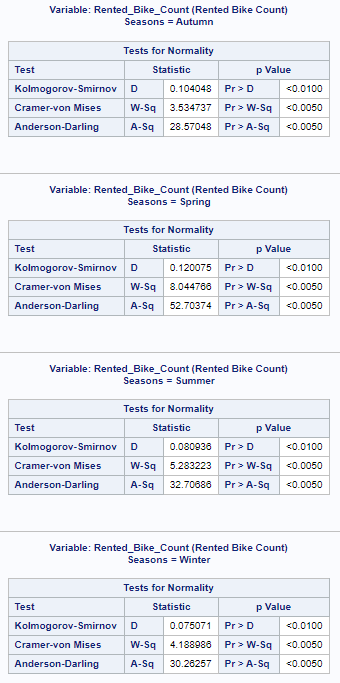 Variable: Rented_Bike_Count (Rented Bike Count)
Seasons = Autumn
Tests for Normality
Test Statistic p Value
Kolmogorov-Smirnov D 0.104048 Pr > D <0.0100
Cramer-von Mises W-Sq 3.534737 Pr > W-Sq <0.0050
Anderson-Darling A-Sq 28.57048 Pr > A-Sq <0.0050
Variable: Rented_Bike_Count (Rented Bike Count)
Seasons = Spring
Tests for Normality
Test Statistic p Value
Kolmogorov-Smirnov D 0.120075 Pr > D <0.0100
Cramer-von Mises W-Sq 8.044766 Pr > W-Sq <0.0050
Anderson-Darling A-Sq 52.70374 Pr > A-Sq <0.0050
Variable: Rented_Bike_Count (Rented Bike Count)
Seasons = Summer
Tests for Normality
Test Statistic p Value
Kolmogorov-Smirnov D 0.080936 Pr > D <0.0100
Cramer-von Mises W-Sq 5.283223 Pr > W-Sq <0.0050
Anderson-Darling A-Sq 32.70686 Pr > A-Sq <0.0050
Variable: Rented_Bike_Count (Rented Bike Count)
Seasons = Winter
Tests for Normality
Test Statistic p Value
Kolmogorov-Smirnov D 0.075071 Pr > D <0.0100
Cramer-von Mises W-Sq 4.188986 Pr > W-Sq <0.0050
Anderson-Darling A-Sq 30.26257 Pr > A-Sq <0.0050